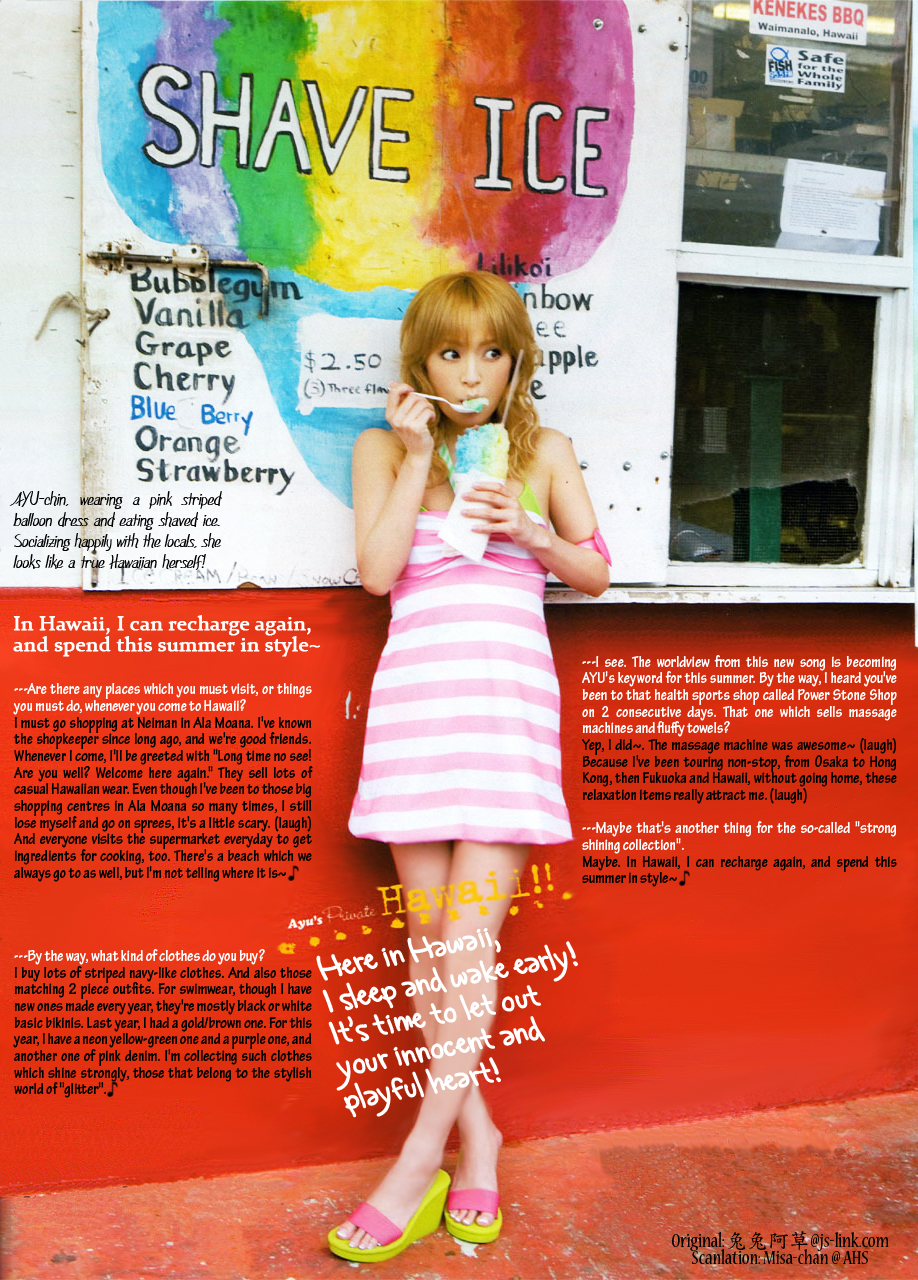 KENEKES BBQ
Waimanalo, Hawaii
FISH
Safe
for the
Whole
Family
SHAVE ICE
Bubblegum
Vanilla
Grape
Cherry
Blue Berry
Orange
Strawberry
$2.50
(3) Three
Lilikoi
AYU-chin, wearing a pink striped
balloon dress and eating shaved ice.
Socializing happily with the locals, she
looks like a true Hawaiian herself!
In Hawaii, I can recharge again,
and spend this summer in style~
---Are there any places which you must visit, or things
you must do, whenever you come to Hawaii?
I must go shopping at Neiman in Ala Moana. I've known
the shopkeeper since long ago, and we're good friends.
Whenever I come, I'll be greeted with "Long time no see!
Are you well? Welcome here again." They sell lots of
casual Hawaiian wear. Even though I've been to those big
shopping centres in Ala Moana so many times, I still
lose myself and go on sprees, it's a little scary. (laugh)
And everyone visits the supermarket everyday to get
ingredients for cooking, too. There's a beach which we
always go to as well, but I'm not telling where it is~♪
---By the way, what kind of clothes do you buy?
I buy lots of striped navy-like clothes. And also those
matching 2 piece outfits. For swimwear, though I have
new ones made every year, they're mostly black or white
basic bikinis. Last year, I had a gold/brown one. For this
year, I have a neon yellow-green one and a purple one, and
another one of pink denim. I'm collecting such clothes
which shine strongly, those that belong to the stylish
world of "glitter".♪
Ayu's Private Hawaii!!
Here in Hawaii,
I sleep and wake early!
It's time to let out
your innocent and
playful heart!
---I see. The worldview from this new song is becoming
AYU's keyword for this summer. By the way, I heard you've
been to that health sports shop called Power Stone Shop
on 2 consecutive days. That one which sells massage
machines and fluffy towels?
Yep, I did~. The massage machine was awesome~ (laugh)
Because I've been touring non-stop, from Osaka to Hong
Kong, then Fukuoka and Hawaii, without going home, these
relaxation items really attract me. (laugh)
---Maybe that's another thing for the so-called "strong
shining collection".
Maybe. In Hawaii, I can recharge again, and spend this
summer in style~♪
Original: 兔兔阿草@js-link.com
Scanlation: Misa-chan @ AHS